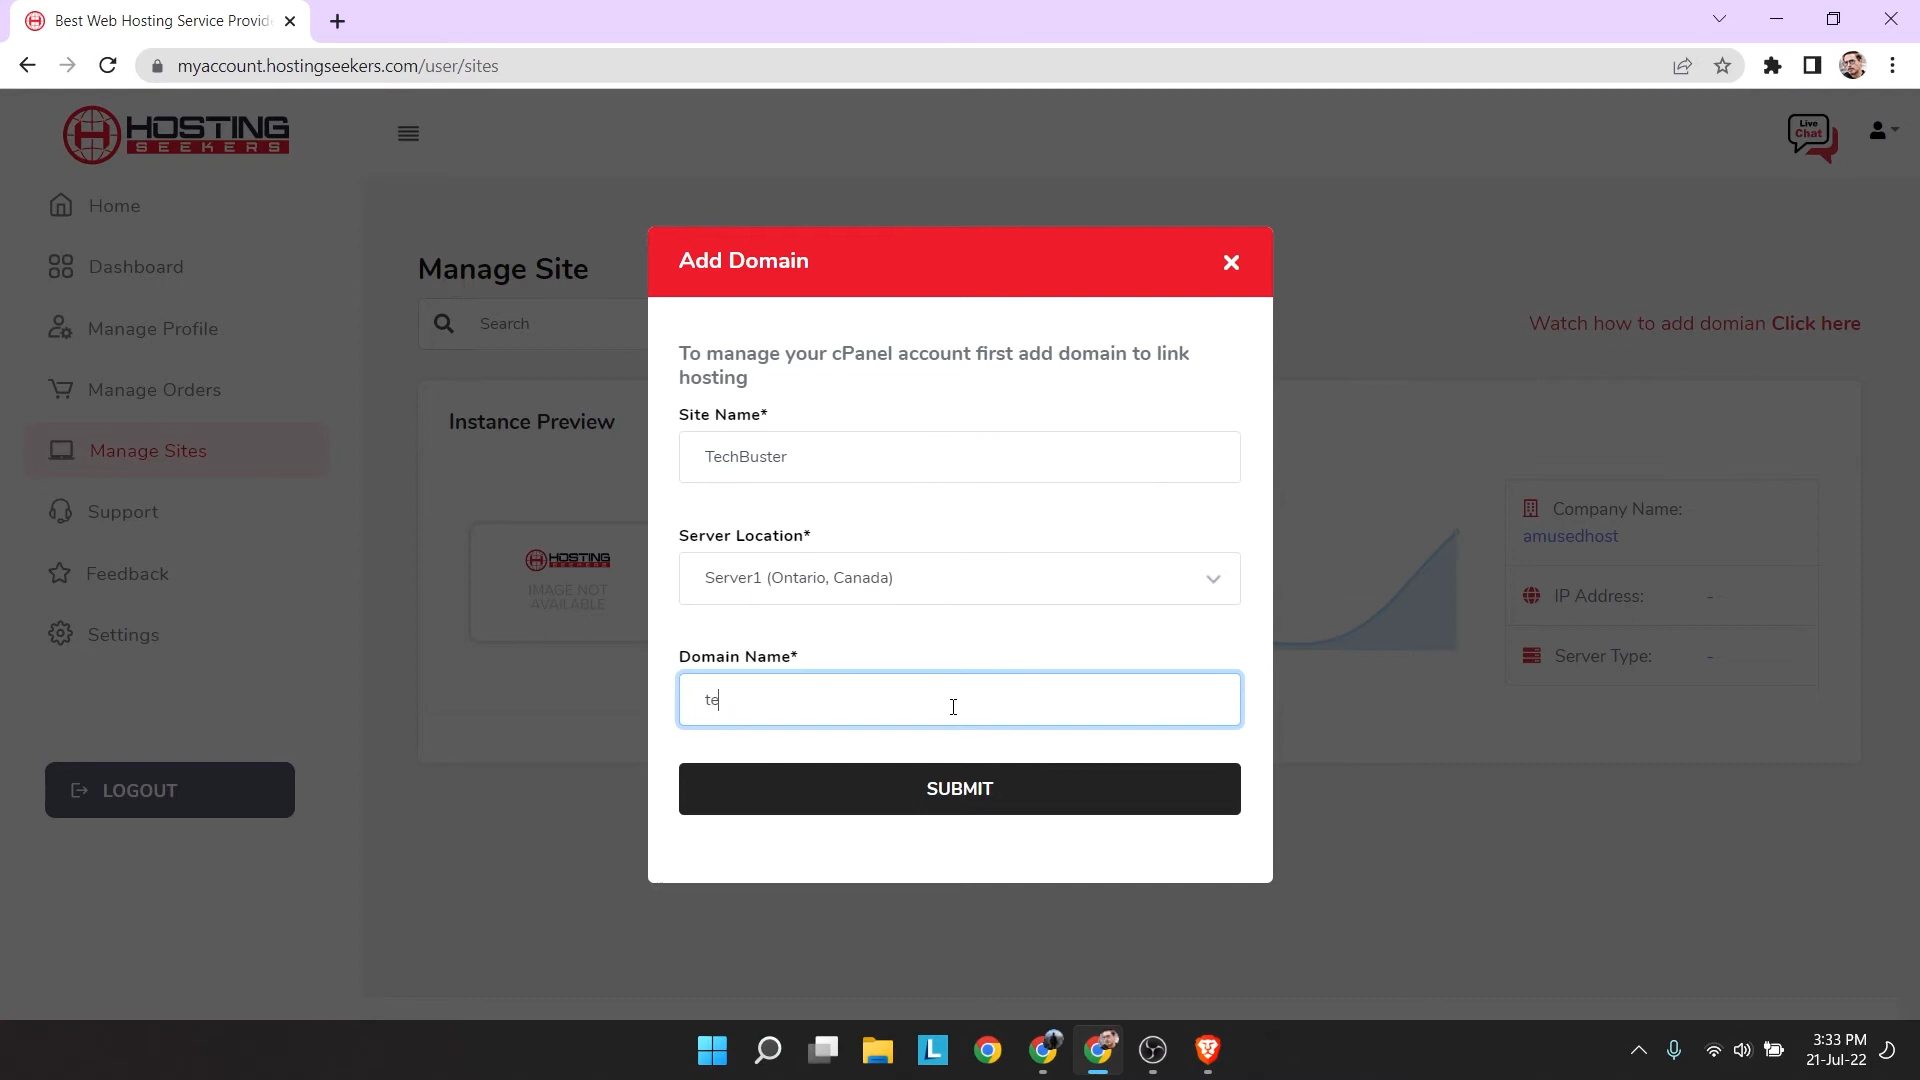 Best Web Hosting Service Provid
myaccount.hostingseekers.com/user/sites
HOSTING
SEEKERS
Live
Chat
Home
Dashboard
Manage Profile
Manage Orders
Manage Sites
Support
Feedback
Settings
LOGOUT
Manage Site
Search
Watch how to add domian Click here
Instance Preview
HOSTING
SEEKERS
IMAGE NOT
AVAILABLE
Company Name:
amusedhost
IP Address: -
Server Type: -
Add Domain
To manage your cPanel account first add domain to link
hosting
Site Name*
TechBuster
Server Location*
Server1 (Ontario, Canada)
Domain Name*
te
SUBMIT
L
3:33 PM
21-Jul-22